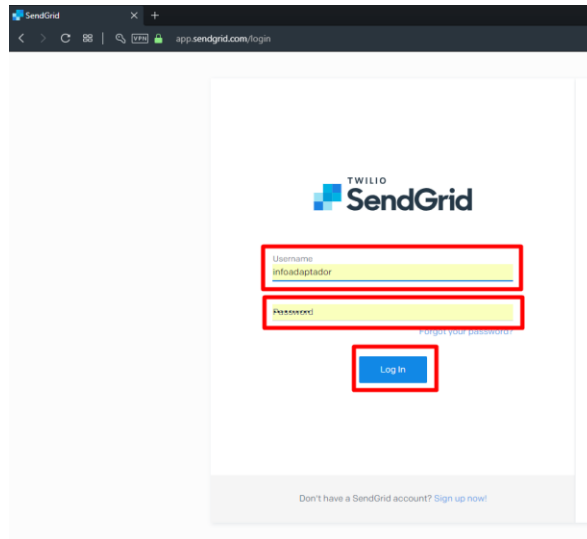 SendGrid
VPN app.sendgrid.com/login
TWILIO
SendGrid
Username
infoadaptador
Password
Forgot your password?
Log In
Don't have a SendGrid account? Sign up now!